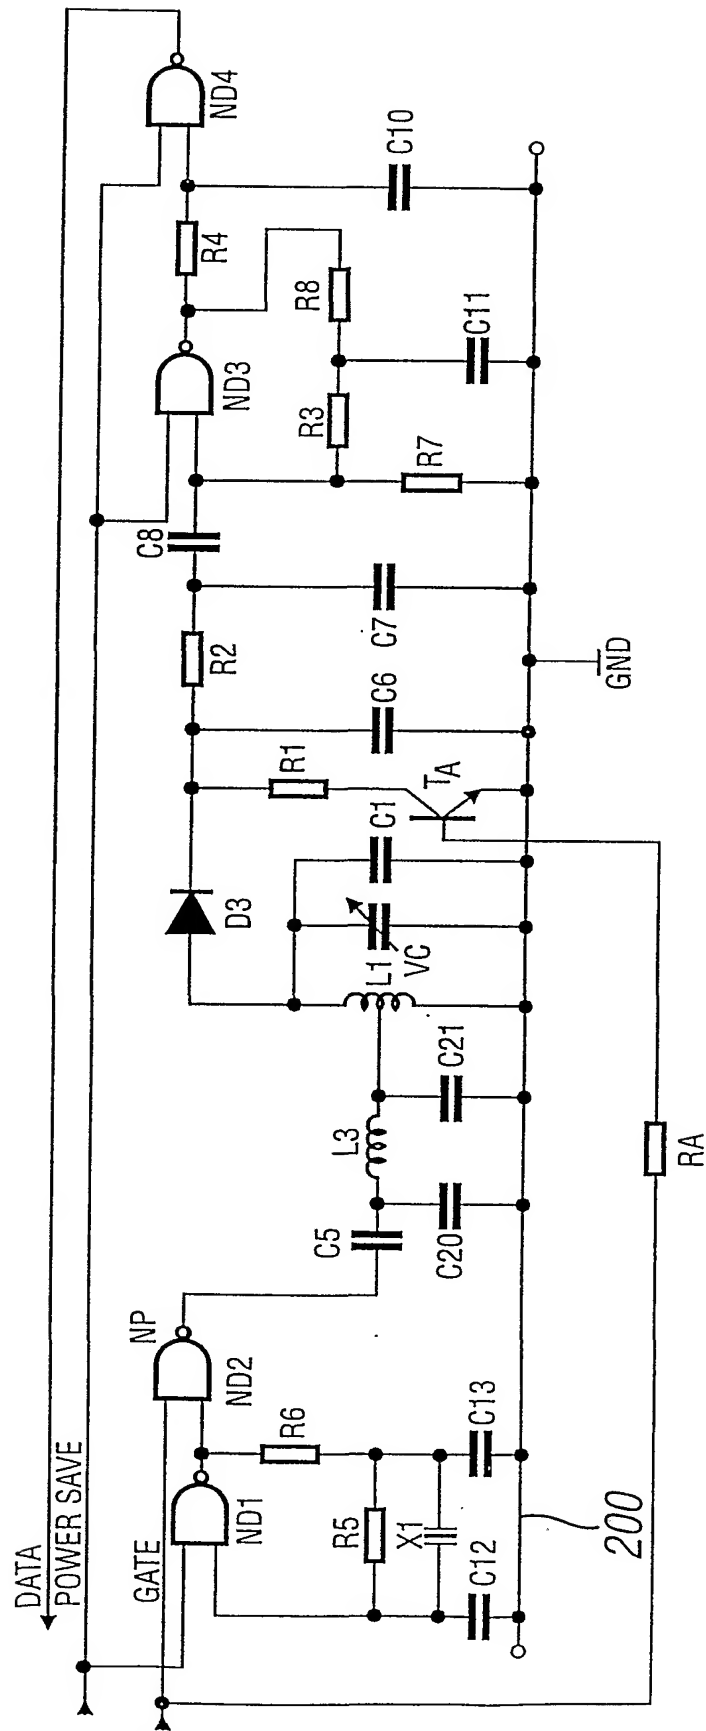 DATA
POWER SAVE
GATE
NP
ND1
ND2
R6
R5
X1
C12
C13
200
C5
L3
C20
C21
L1
VC
C1
D3
R1
TA
RA
C6
R2
C7
GND
C8
ND3
R3
R7
R8
C11
R4
C10
ND4